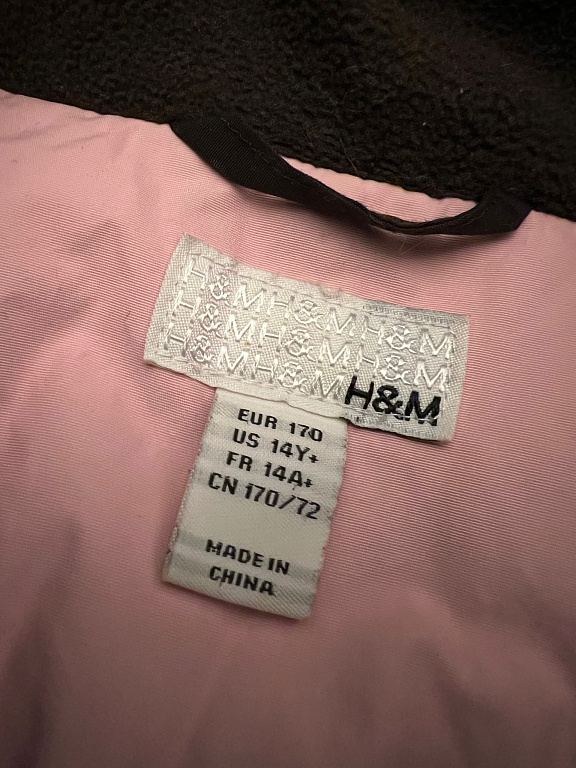 H&M H&M H&M
H&M H&M H&M
H&M H&M H&M
EUR 170
US 14Y+
FR 14A+
CN 170/72
MADE IN
CHINA